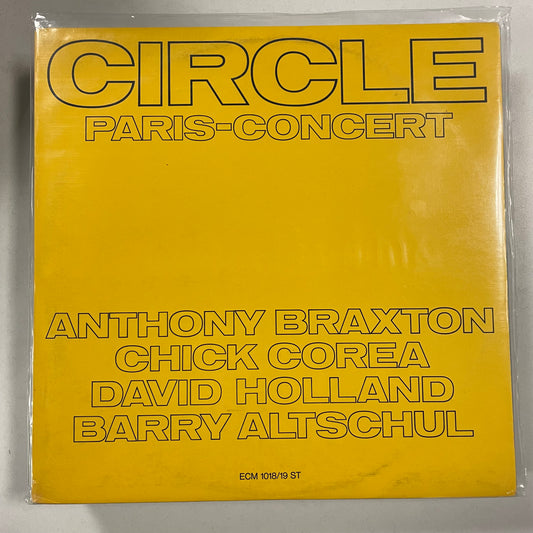 CIRCLE
PARIS-CONCERT
ANTHONY BRAXTON
CHICK COREA
DAVID HOLLAND
BARRY ALTSCHUL
ECM 1018/19 ST